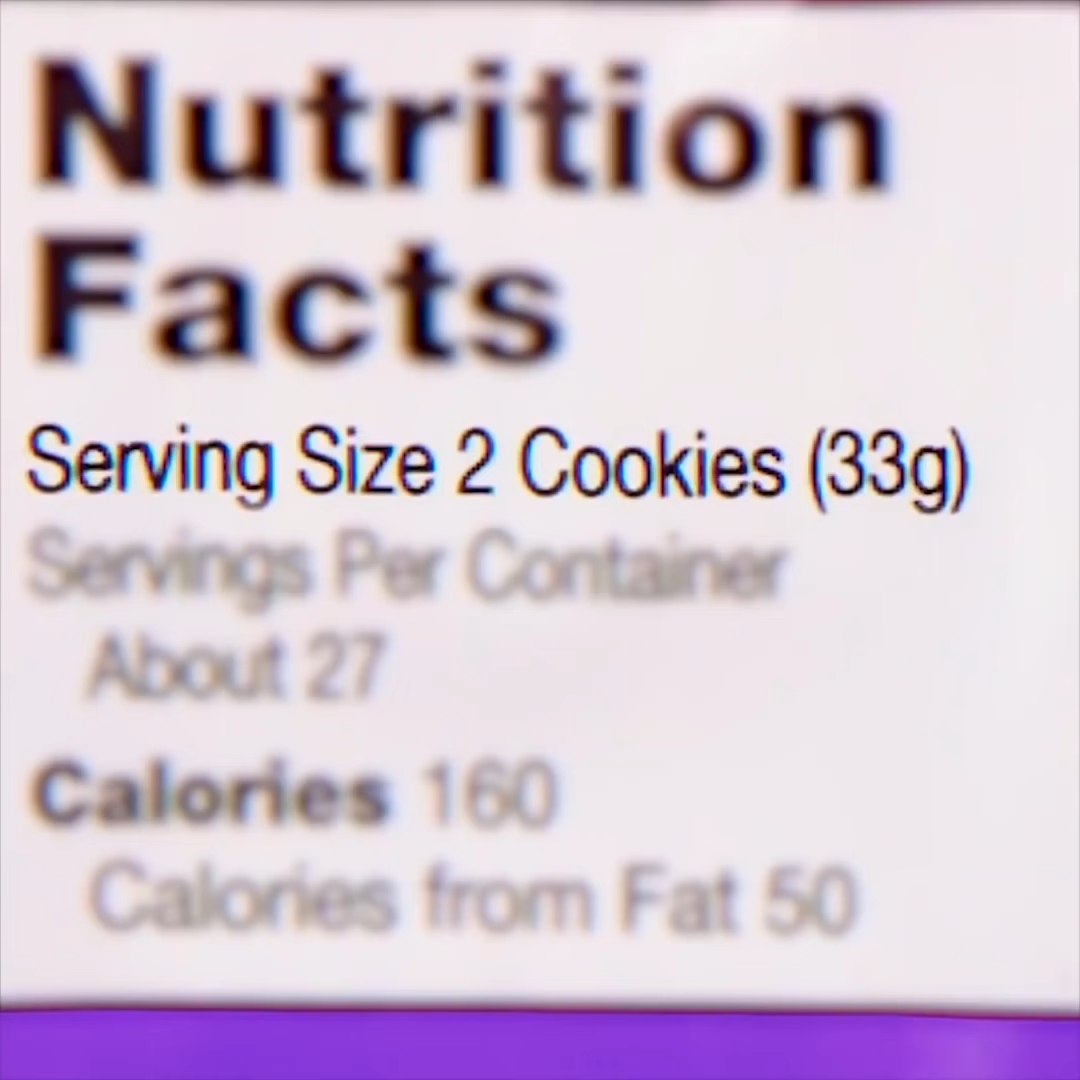 Nutrition
Facts
Serving Size 2 Cookies (33g)
Servings Per Container
About 27
Calories 160
Calories from Fat 50